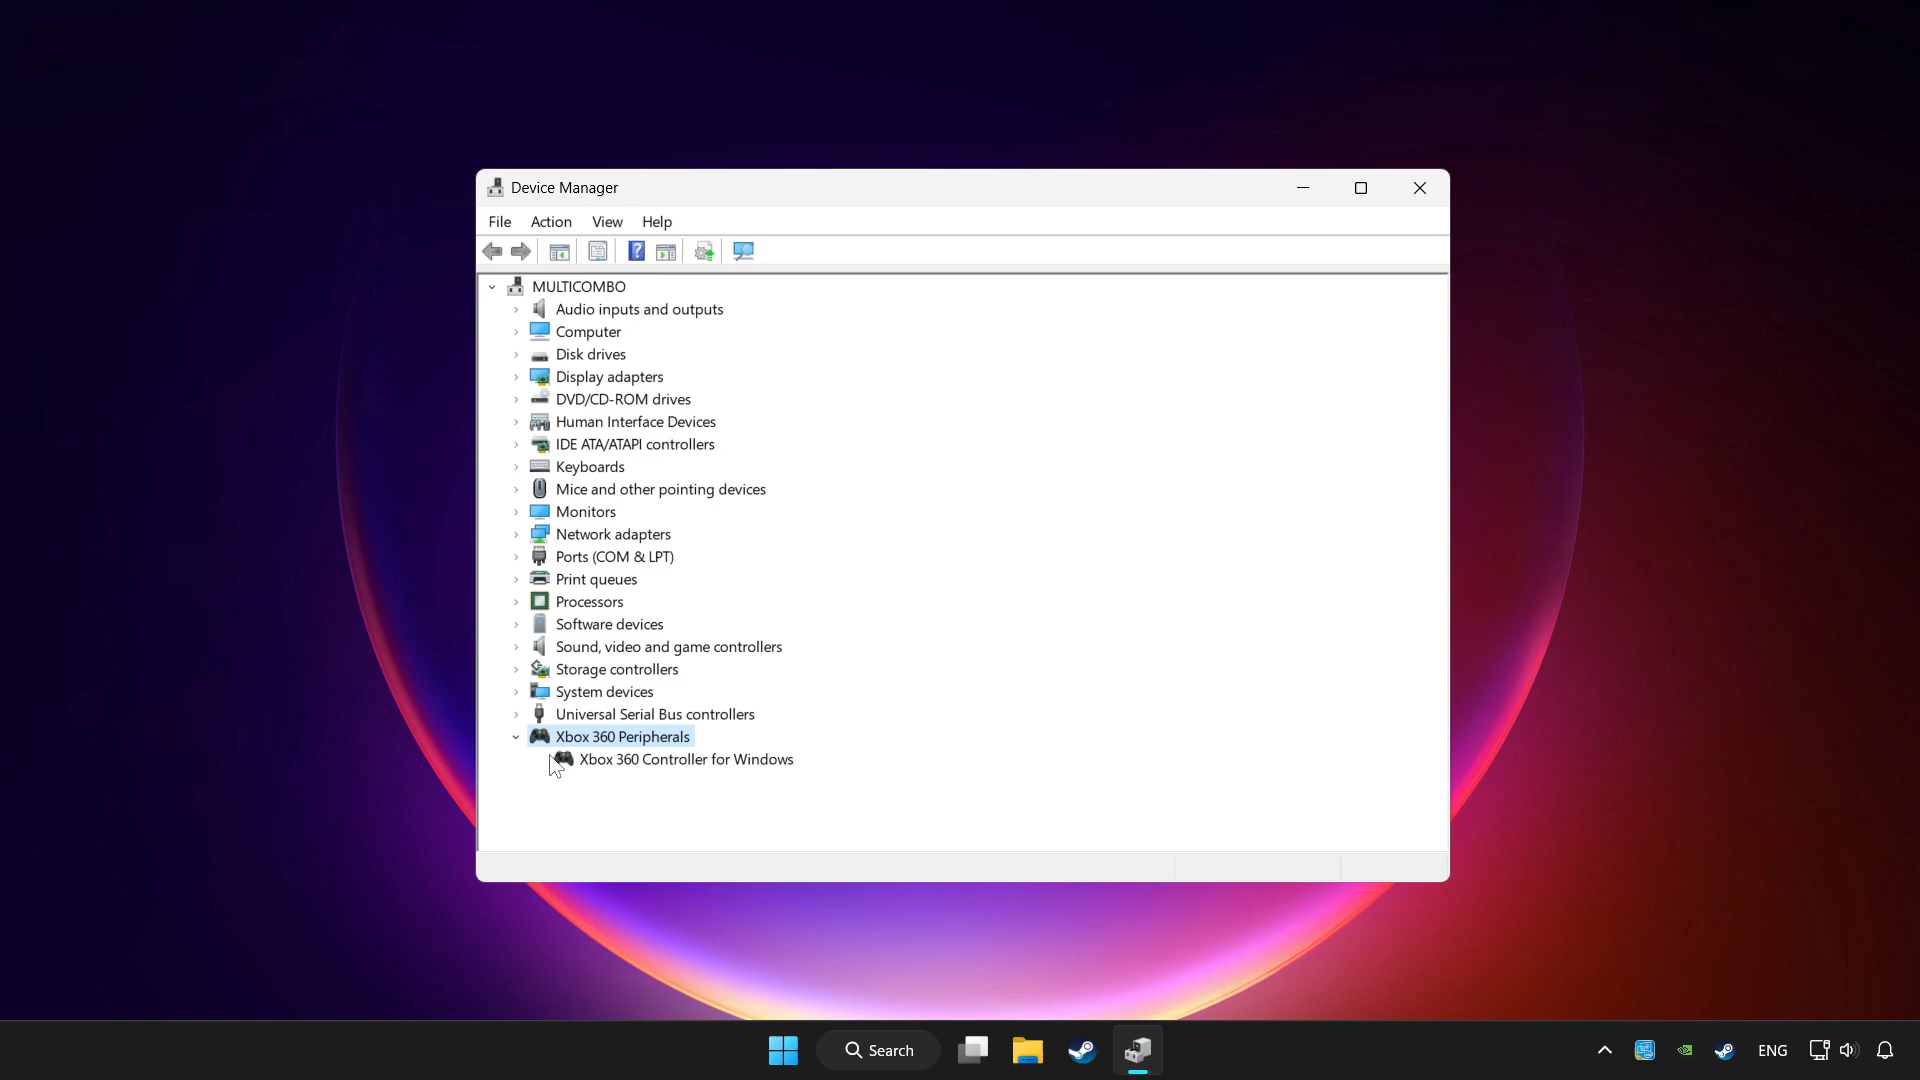 Device Manager
File Action View Help
MULTICOMBO
Audio inputs and outputs
Computer
Disk drives
Display adapters
DVD/CD-ROM drives
Human Interface Devices
IDE ATA/ATAPI controllers
Keyboards
Mice and other pointing devices
Monitors
Network adapters
Ports (COM & LPT)
Print queues
Processors
Software devices
Sound, video and game controllers
Storage controllers
System devices
Universal Serial Bus controllers
Xbox 360 Peripherals
Xbox 360 Controller for Windows
Search
ENG